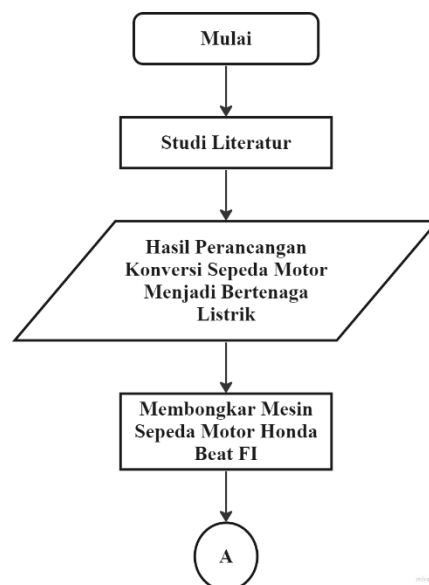 Mulai
Studi Literatur
Hasil Perancangan
Konversi Sepeda Motor
Menjadi Bertenaga
Listrik
Membongkar Mesin
Sepeda Motor Honda
Beat FI
A